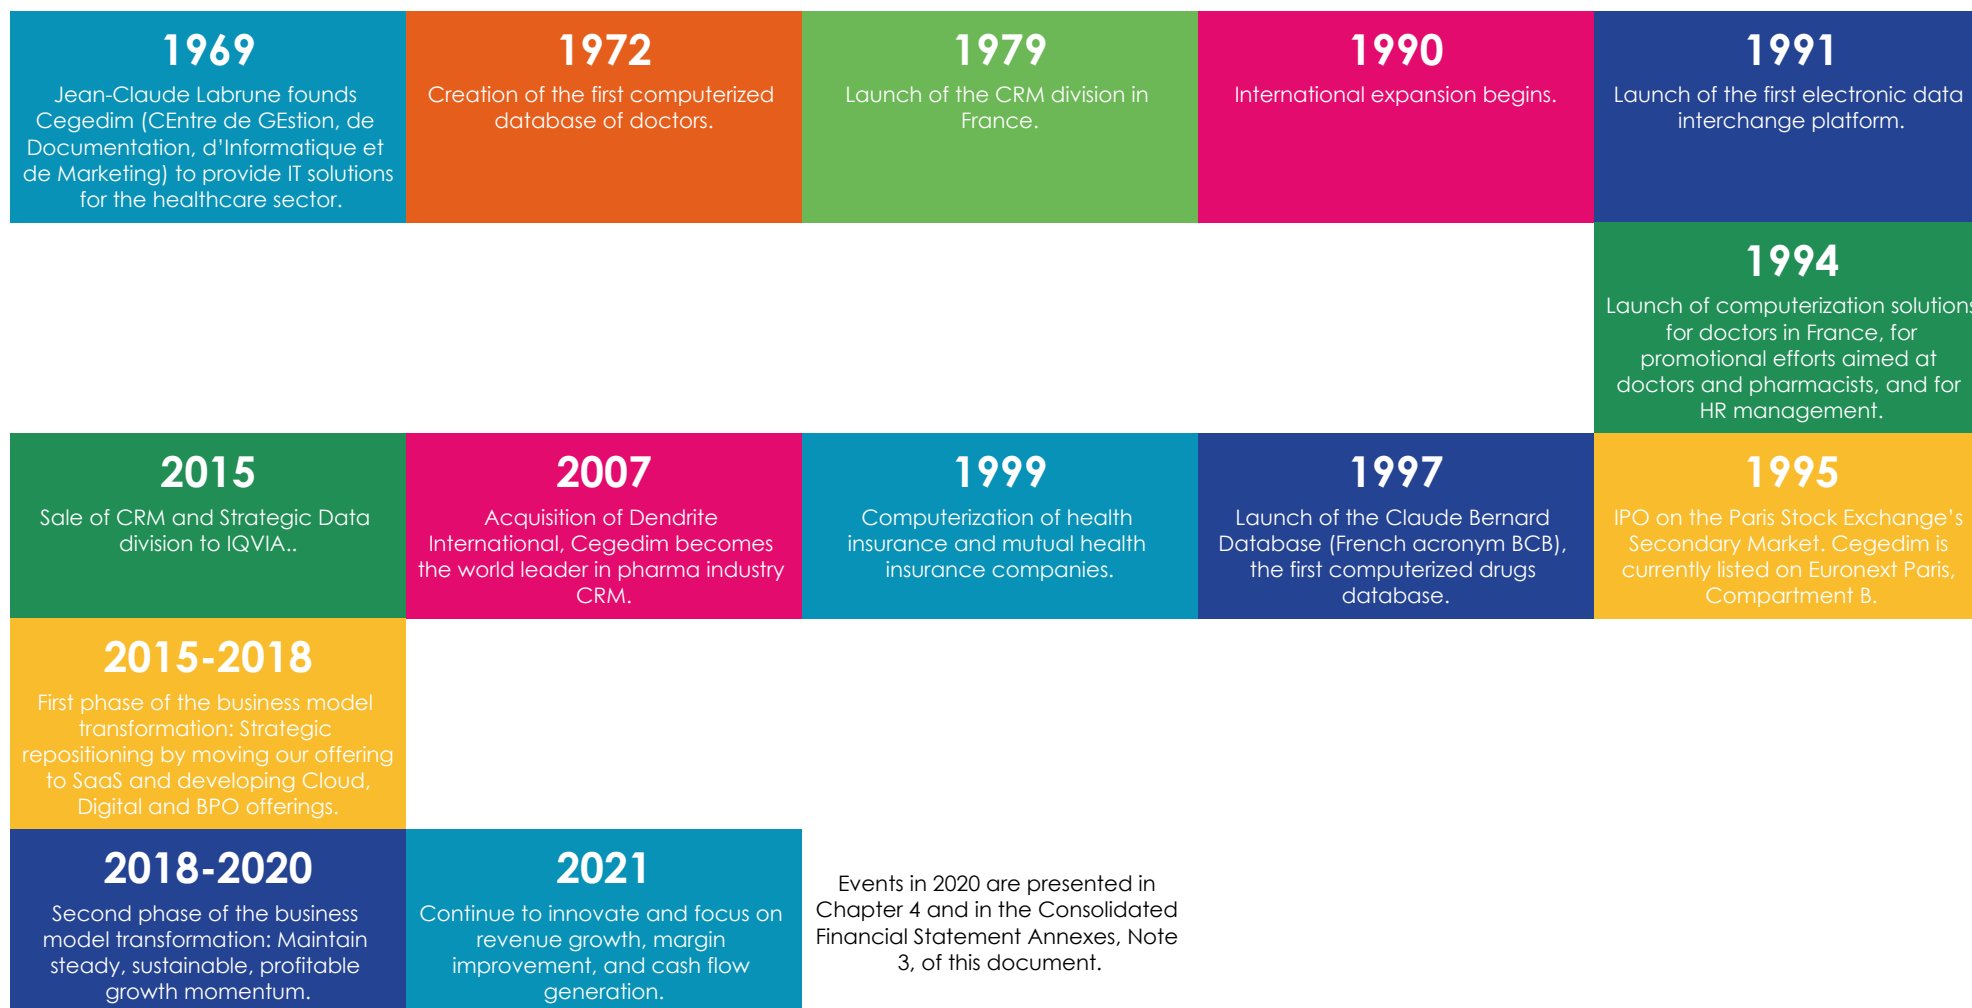 1969
Jean-Claude Labrune founds
Cegedim (CEntre de GEstion, de
Documentation, d'Informatique et
de Marketing) to provide IT solutions
for the healthcare sector.
1972
Creation of the first computerized
database of doctors.
1979
Launch of the CRM division in
France.
1990
International expansion begins.
1991
Launch of the first electronic data
interchange platform.
1994
Launch of computerization solutions
for doctors in France, for
promotional efforts aimed at
doctors and pharmacists, and for
HR management.
1995
IPO on the Paris Stock Exchange's
Secondary Market. Cegedim is
currently listed on Euronext Paris,
Compartment B.
1997
Launch of the Claude Bernard
Database (French acronym BCB),
the first computerized drugs
database.
1999
Computerization of health
insurance and mutual health
insurance companies.
2007
Acquisition of Dendrite
International, Cegedim becomes
the world leader in pharma industry
CRM.
2015
Sale of CRM and Strategic Data
division to IQVIA..
2015-2018
First phase of the business model
transformation: Strategic
repositioning by moving our offering
to SaaS and developing Cloud,
Digital and BPO offerings.
2018-2020
Second phase of the business
model transformation: Maintain
steady, sustainable, profitable
growth momentum.
2021
Continue to innovate and focus on
revenue growth, margin
improvement, and cash flow
generation.
Events in 2020 are presented in
Chapter 4 and in the Consolidated
Financial Statement Annexes, Note
3, of this document.